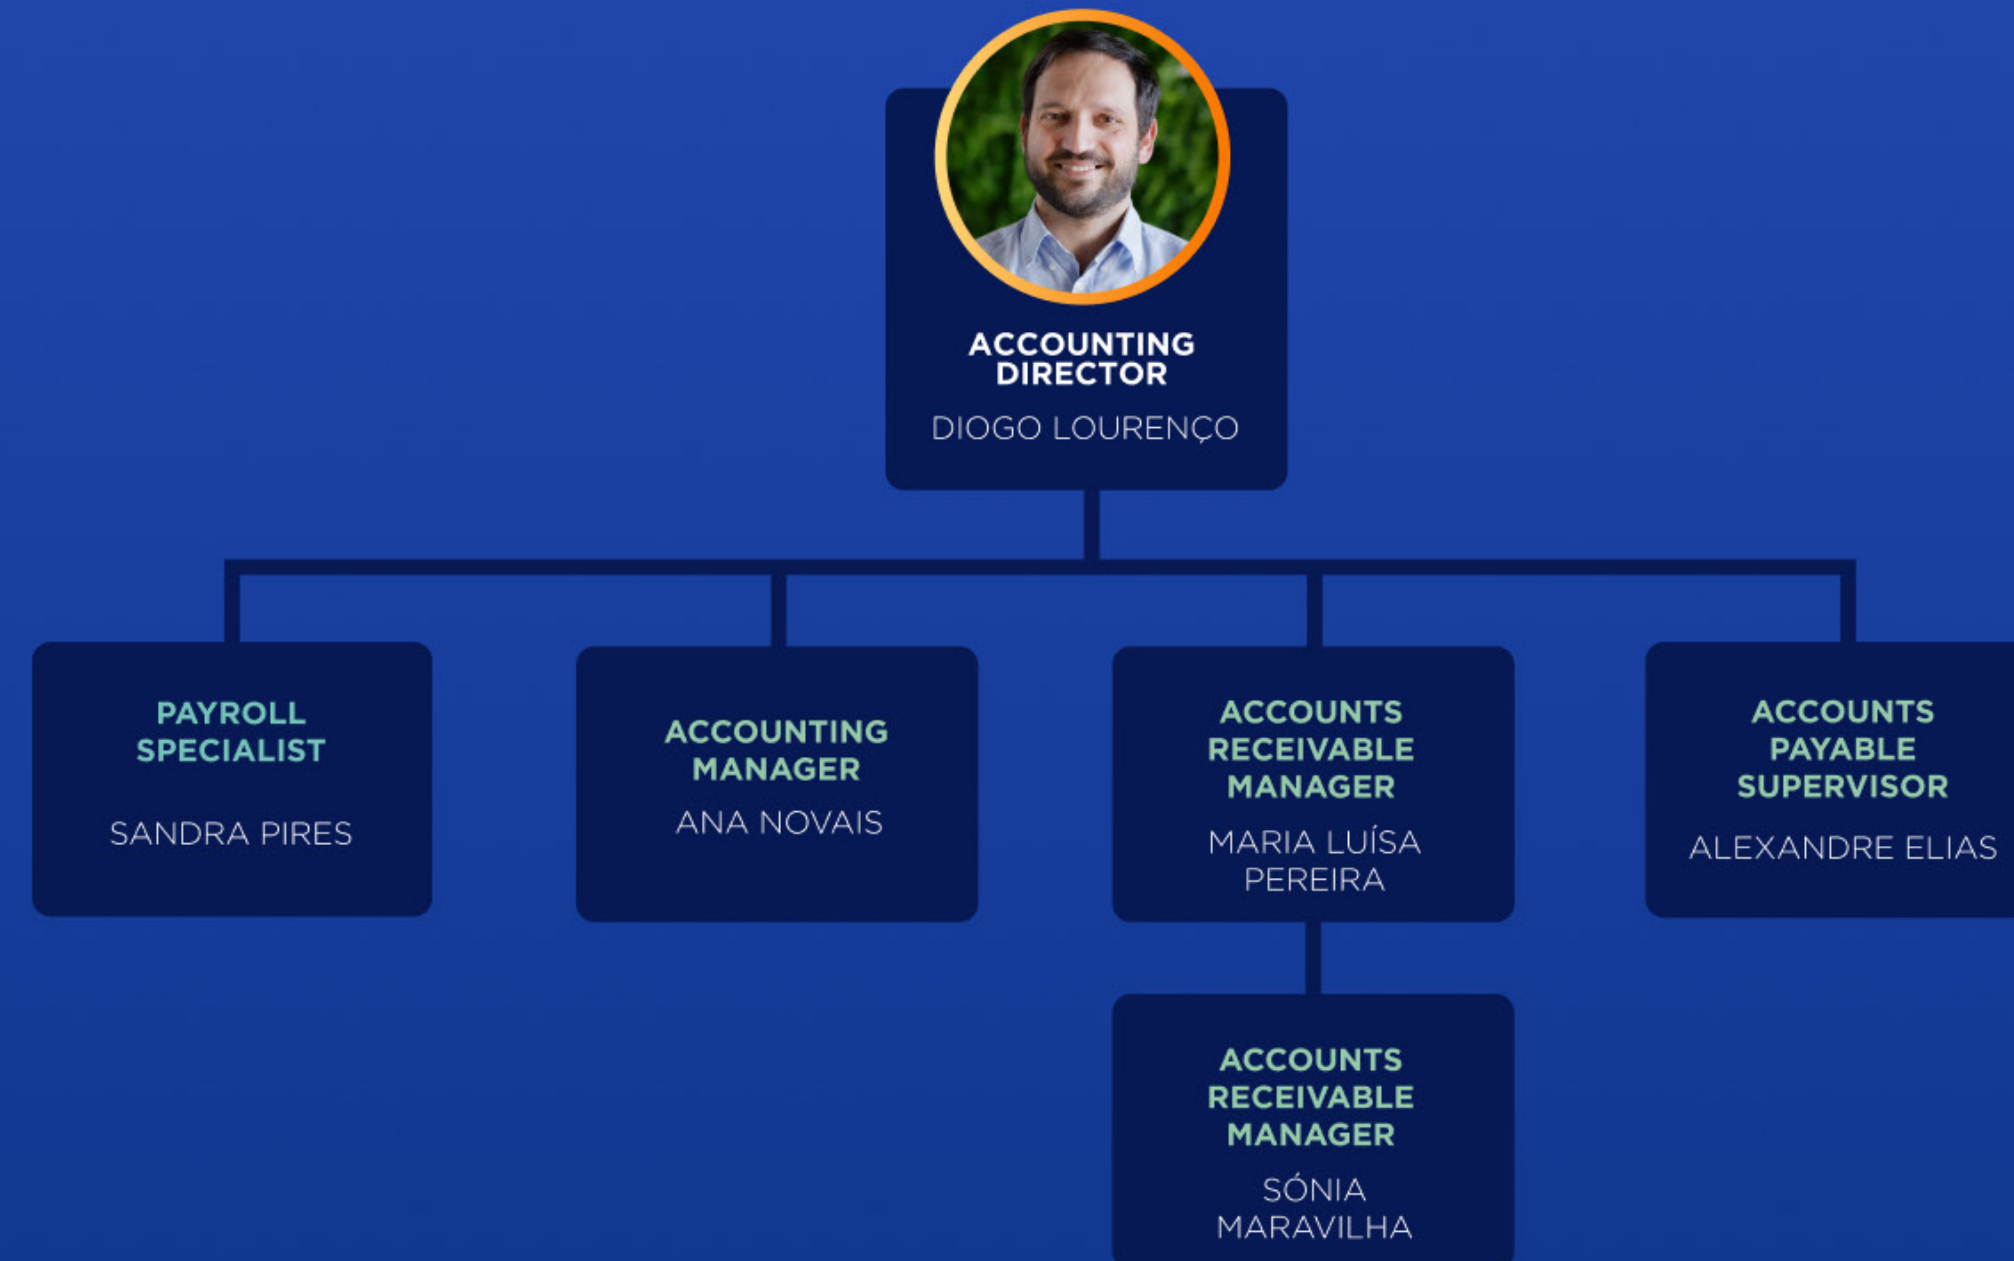 ACCOUNTING
DIRECTOR
DIOGO LOURENÇO
PAYROLL
SPECIALIST
SANDRA PIRES
ACCOUNTING
MANAGER
ANA NOVAIS
ACCOUNTS
RECEIVABLE
MANAGER
MARIA LUÍSA
PEREIRA
ACCOUNTS
PAYABLE
SUPERVISOR
ALEXANDRE ELIAS
ACCOUNTS
RECEIVABLE
MANAGER
SÓNIA
MARAVILHA